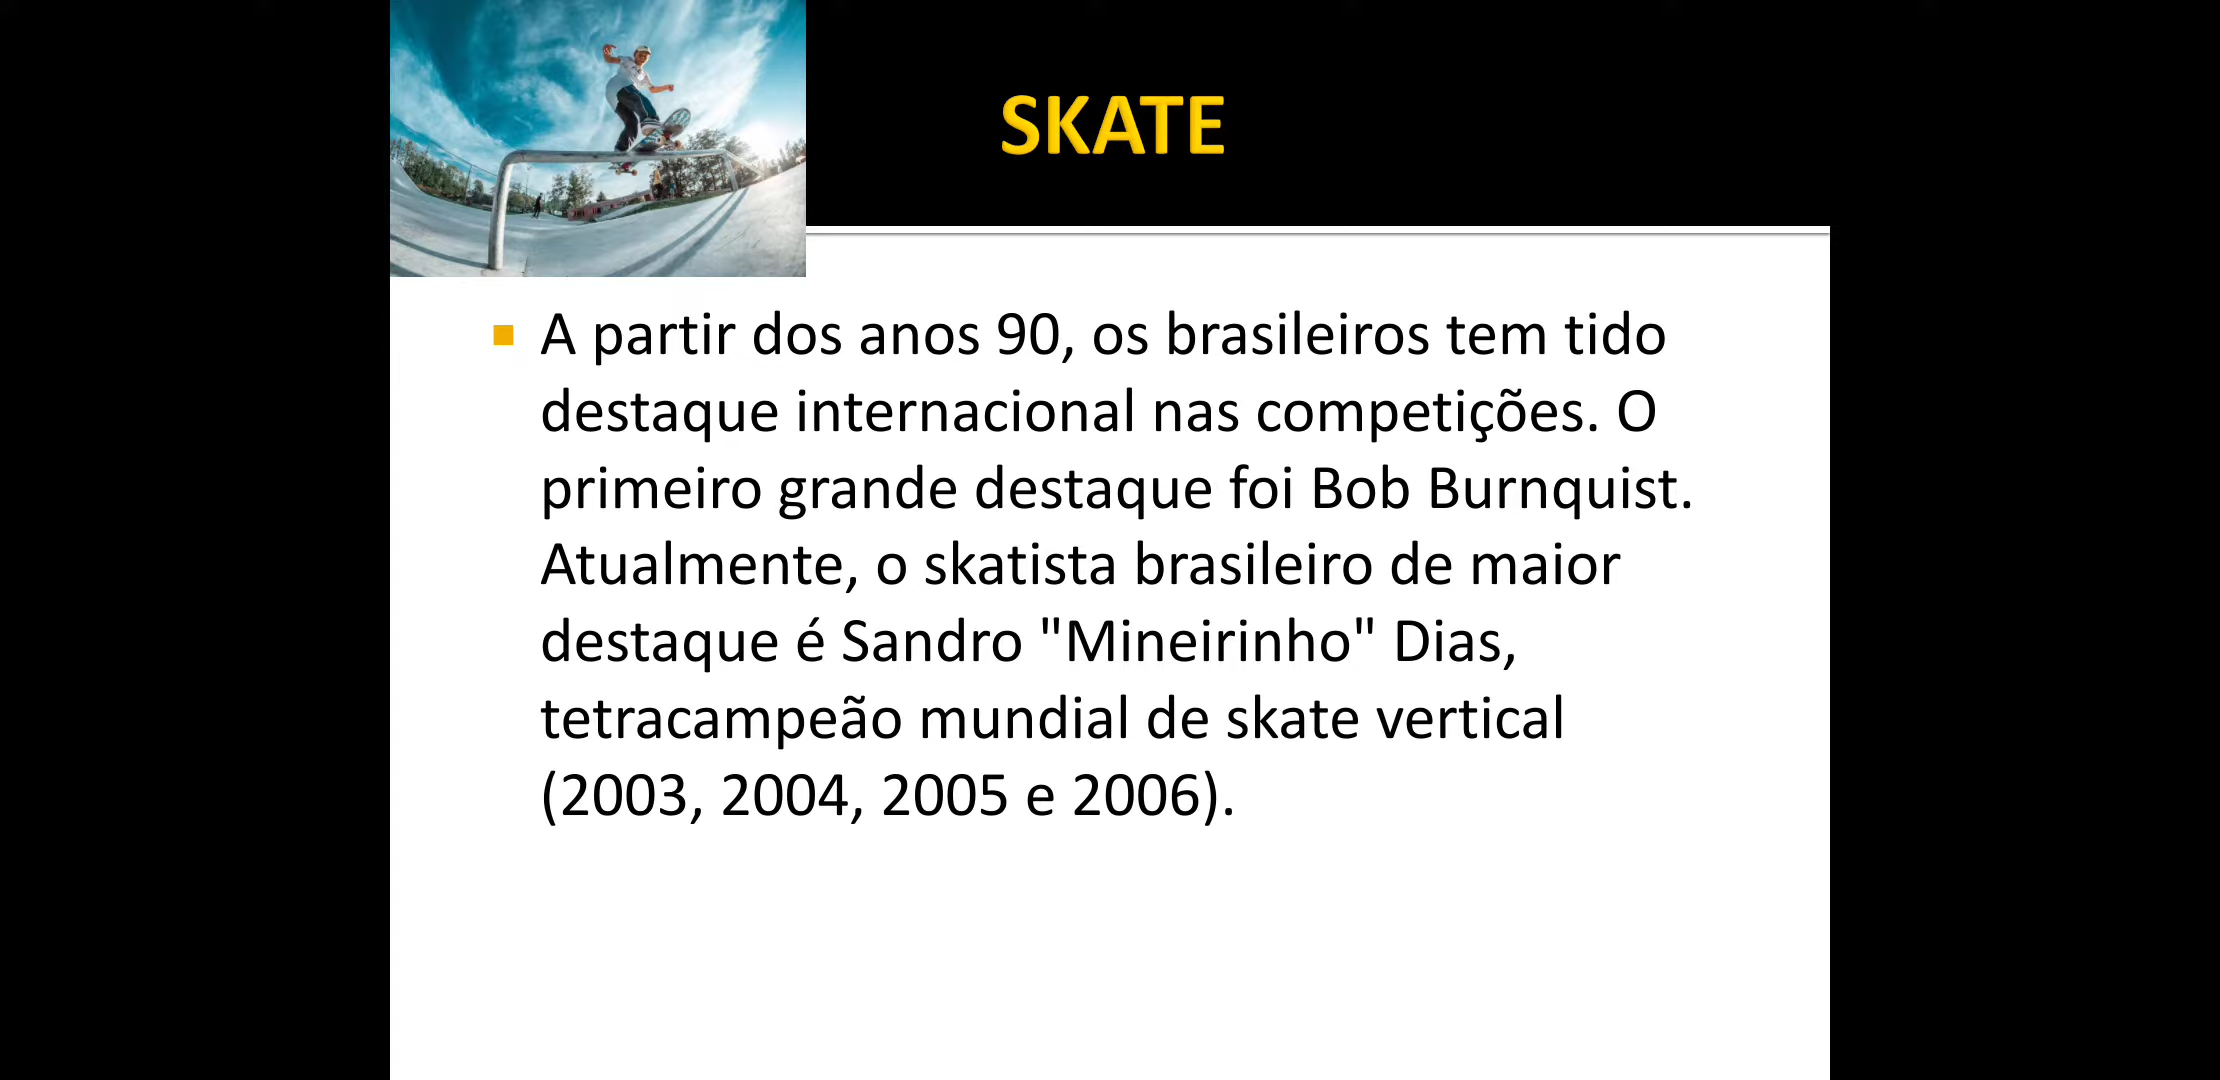 SKATE
A partir dos anos 90, os brasileiros tem tido
destaque internacional nas competições. O
primeiro grande destaque foi Bob Burnquist.
Atualmente, o skatista brasileiro de maior
destaque é Sandro "Mineirinho" Dias,
tetracampeão mundial de skate vertical
(2003, 2004, 2005 e 2006).